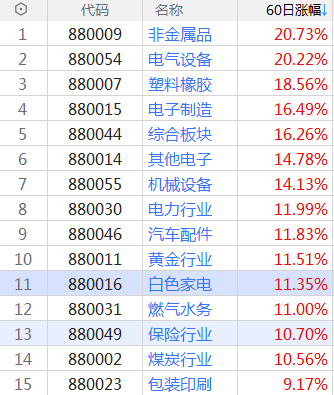 代码 名称 60日涨幅↓
1 880009 非金属品 20.73%
2 880054 电气设备 20.22%
3 880007 塑料橡胶 18.56%
4 880015 电子制造 16.49%
5 880044 综合板块 16.26%
6 880014 其他电子 14.78%
7 880055 机械设备 14.13%
8 880030 电力行业 11.99%
9 880046 汽车配件 11.83%
10 880011 黄金行业 11.51%
11 880016 白色家电 11.35%
12 880031 燃气水务 11.00%
13 880049 保险行业 10.70%
14 880002 煤炭行业 10.56%
15 880023 包装印刷 9.17%